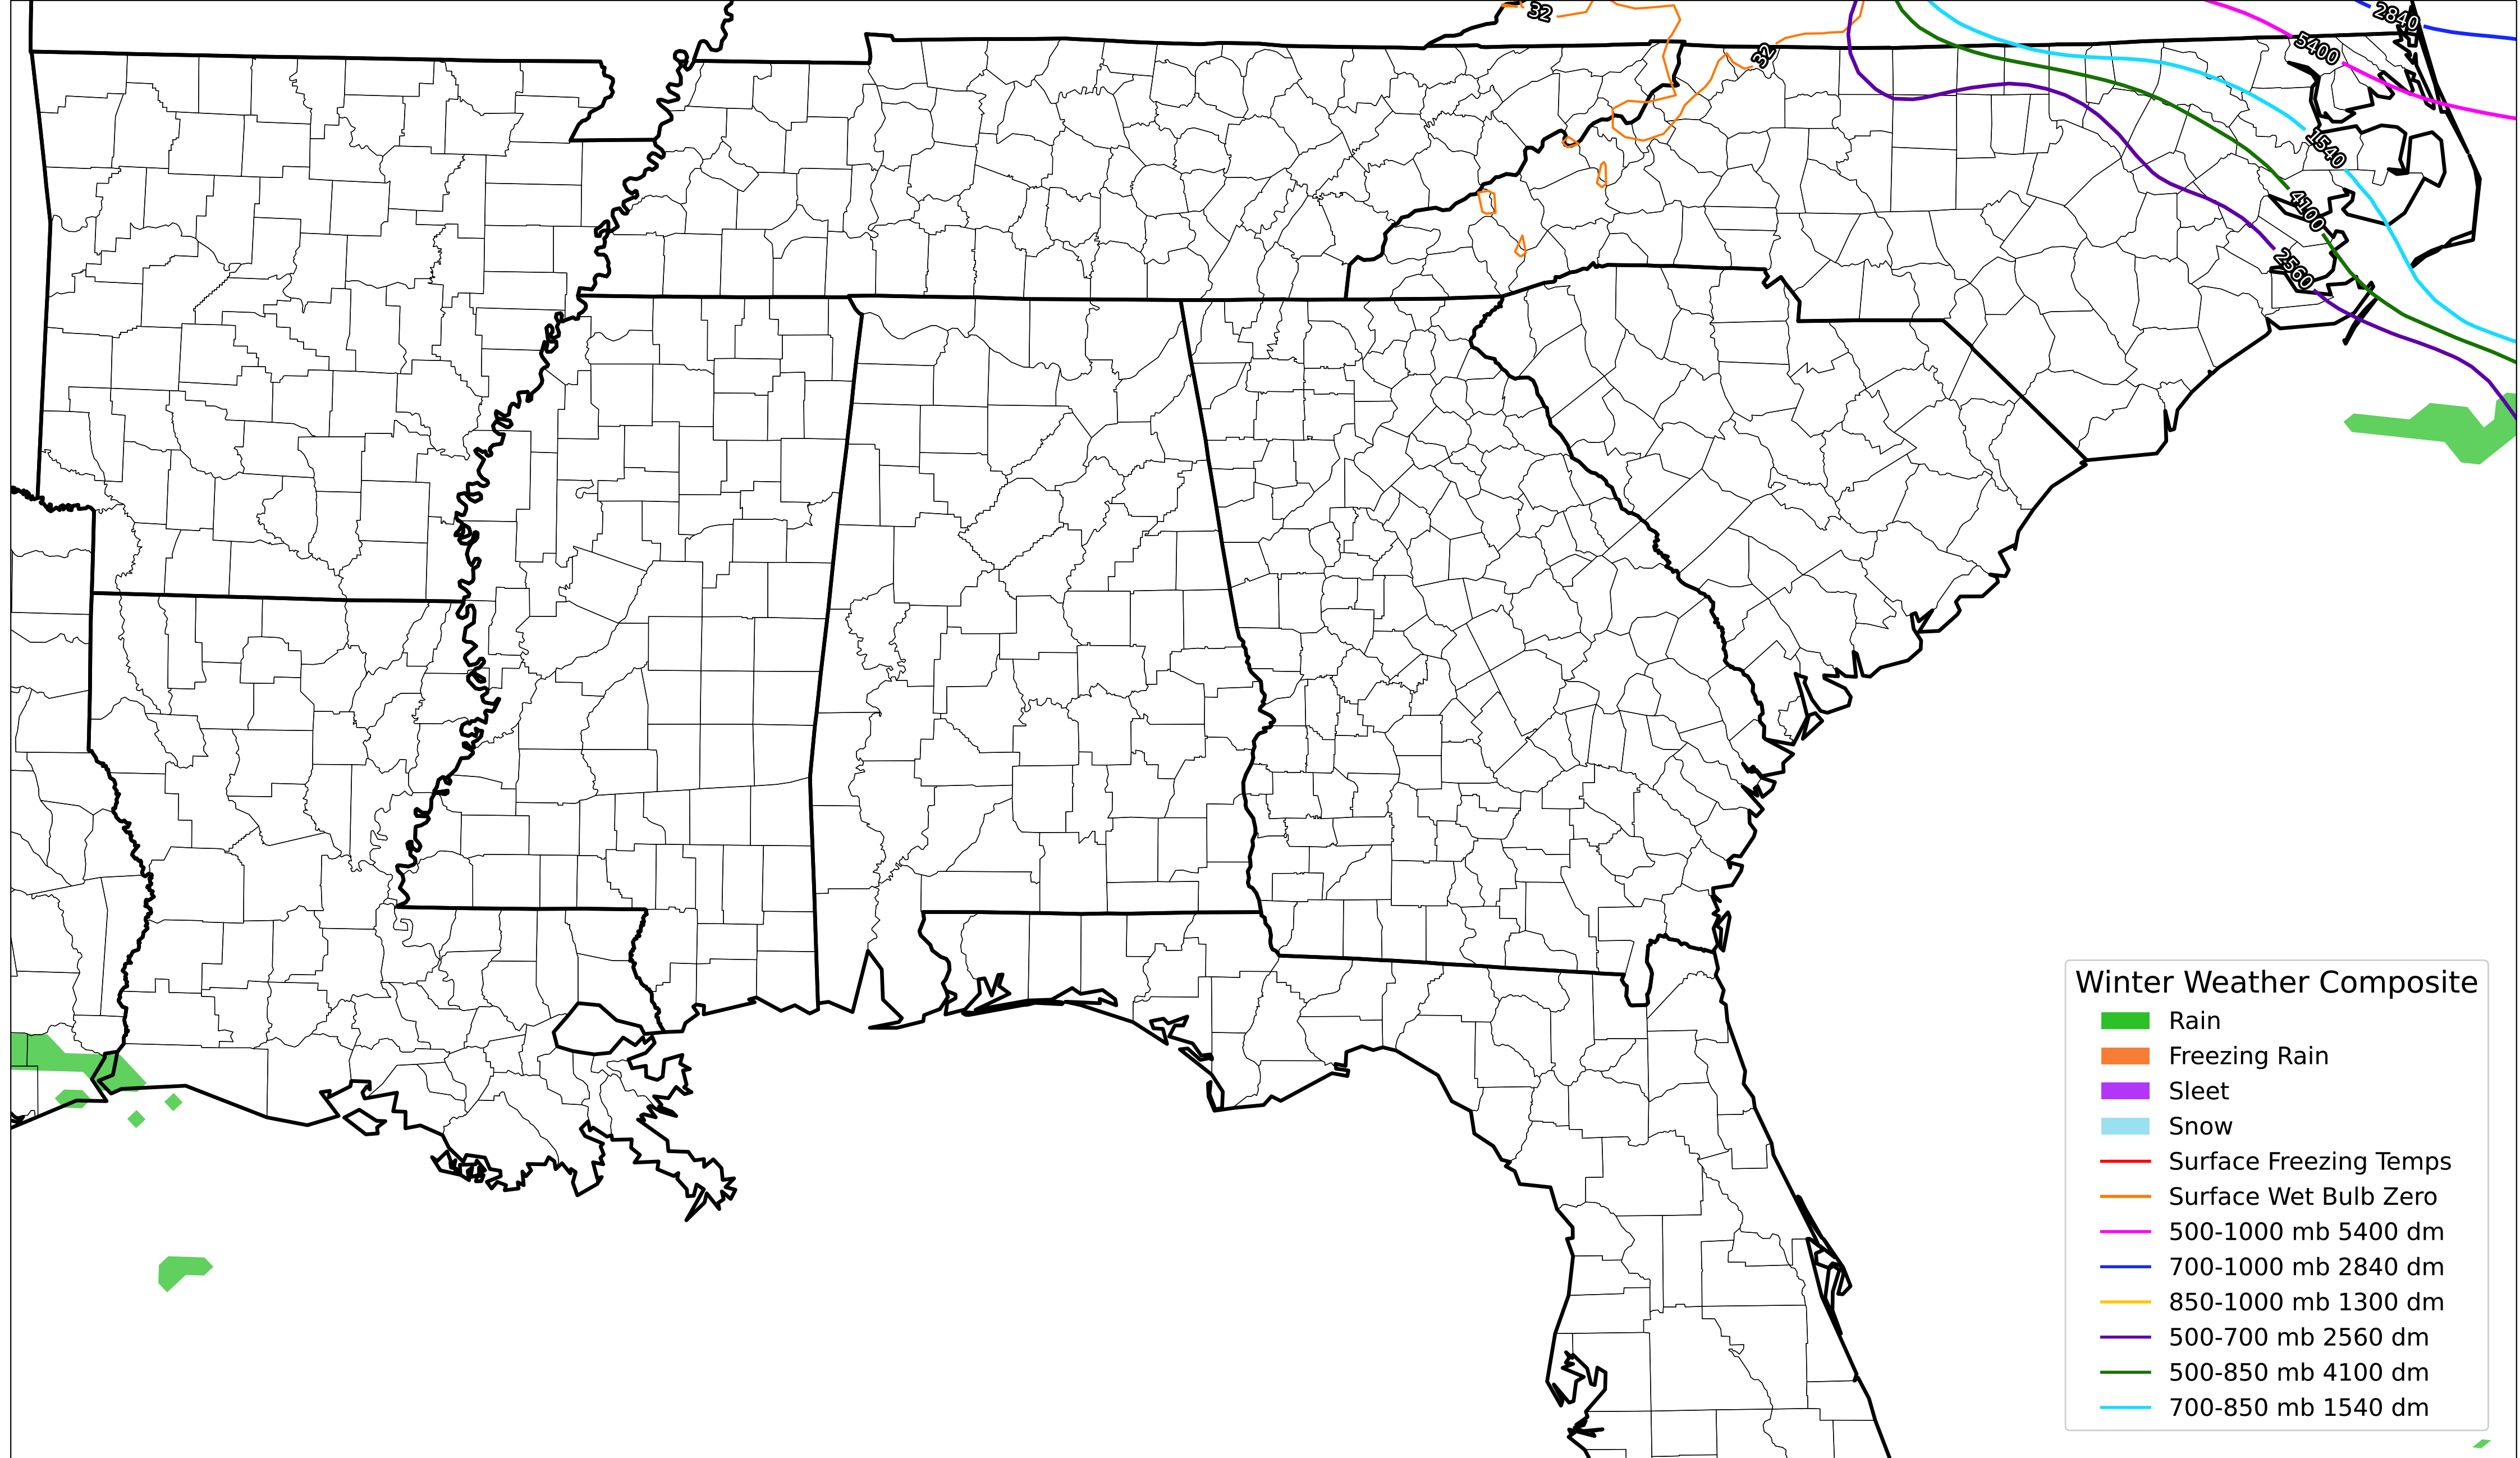 32
2840
5400
32
1540
4100
2560
Winter Weather Composite
Rain
Freezing Rain
Sleet
Snow
Surface Freezing Temps
Surface Wet Bulb Zero
500-1000 mb 5400 dm
700-1000 mb 2840 dm
850-1000 mb 1300 dm
500-700 mb 2560 dm
500-850 mb 4100 dm
700-850 mb 1540 dm